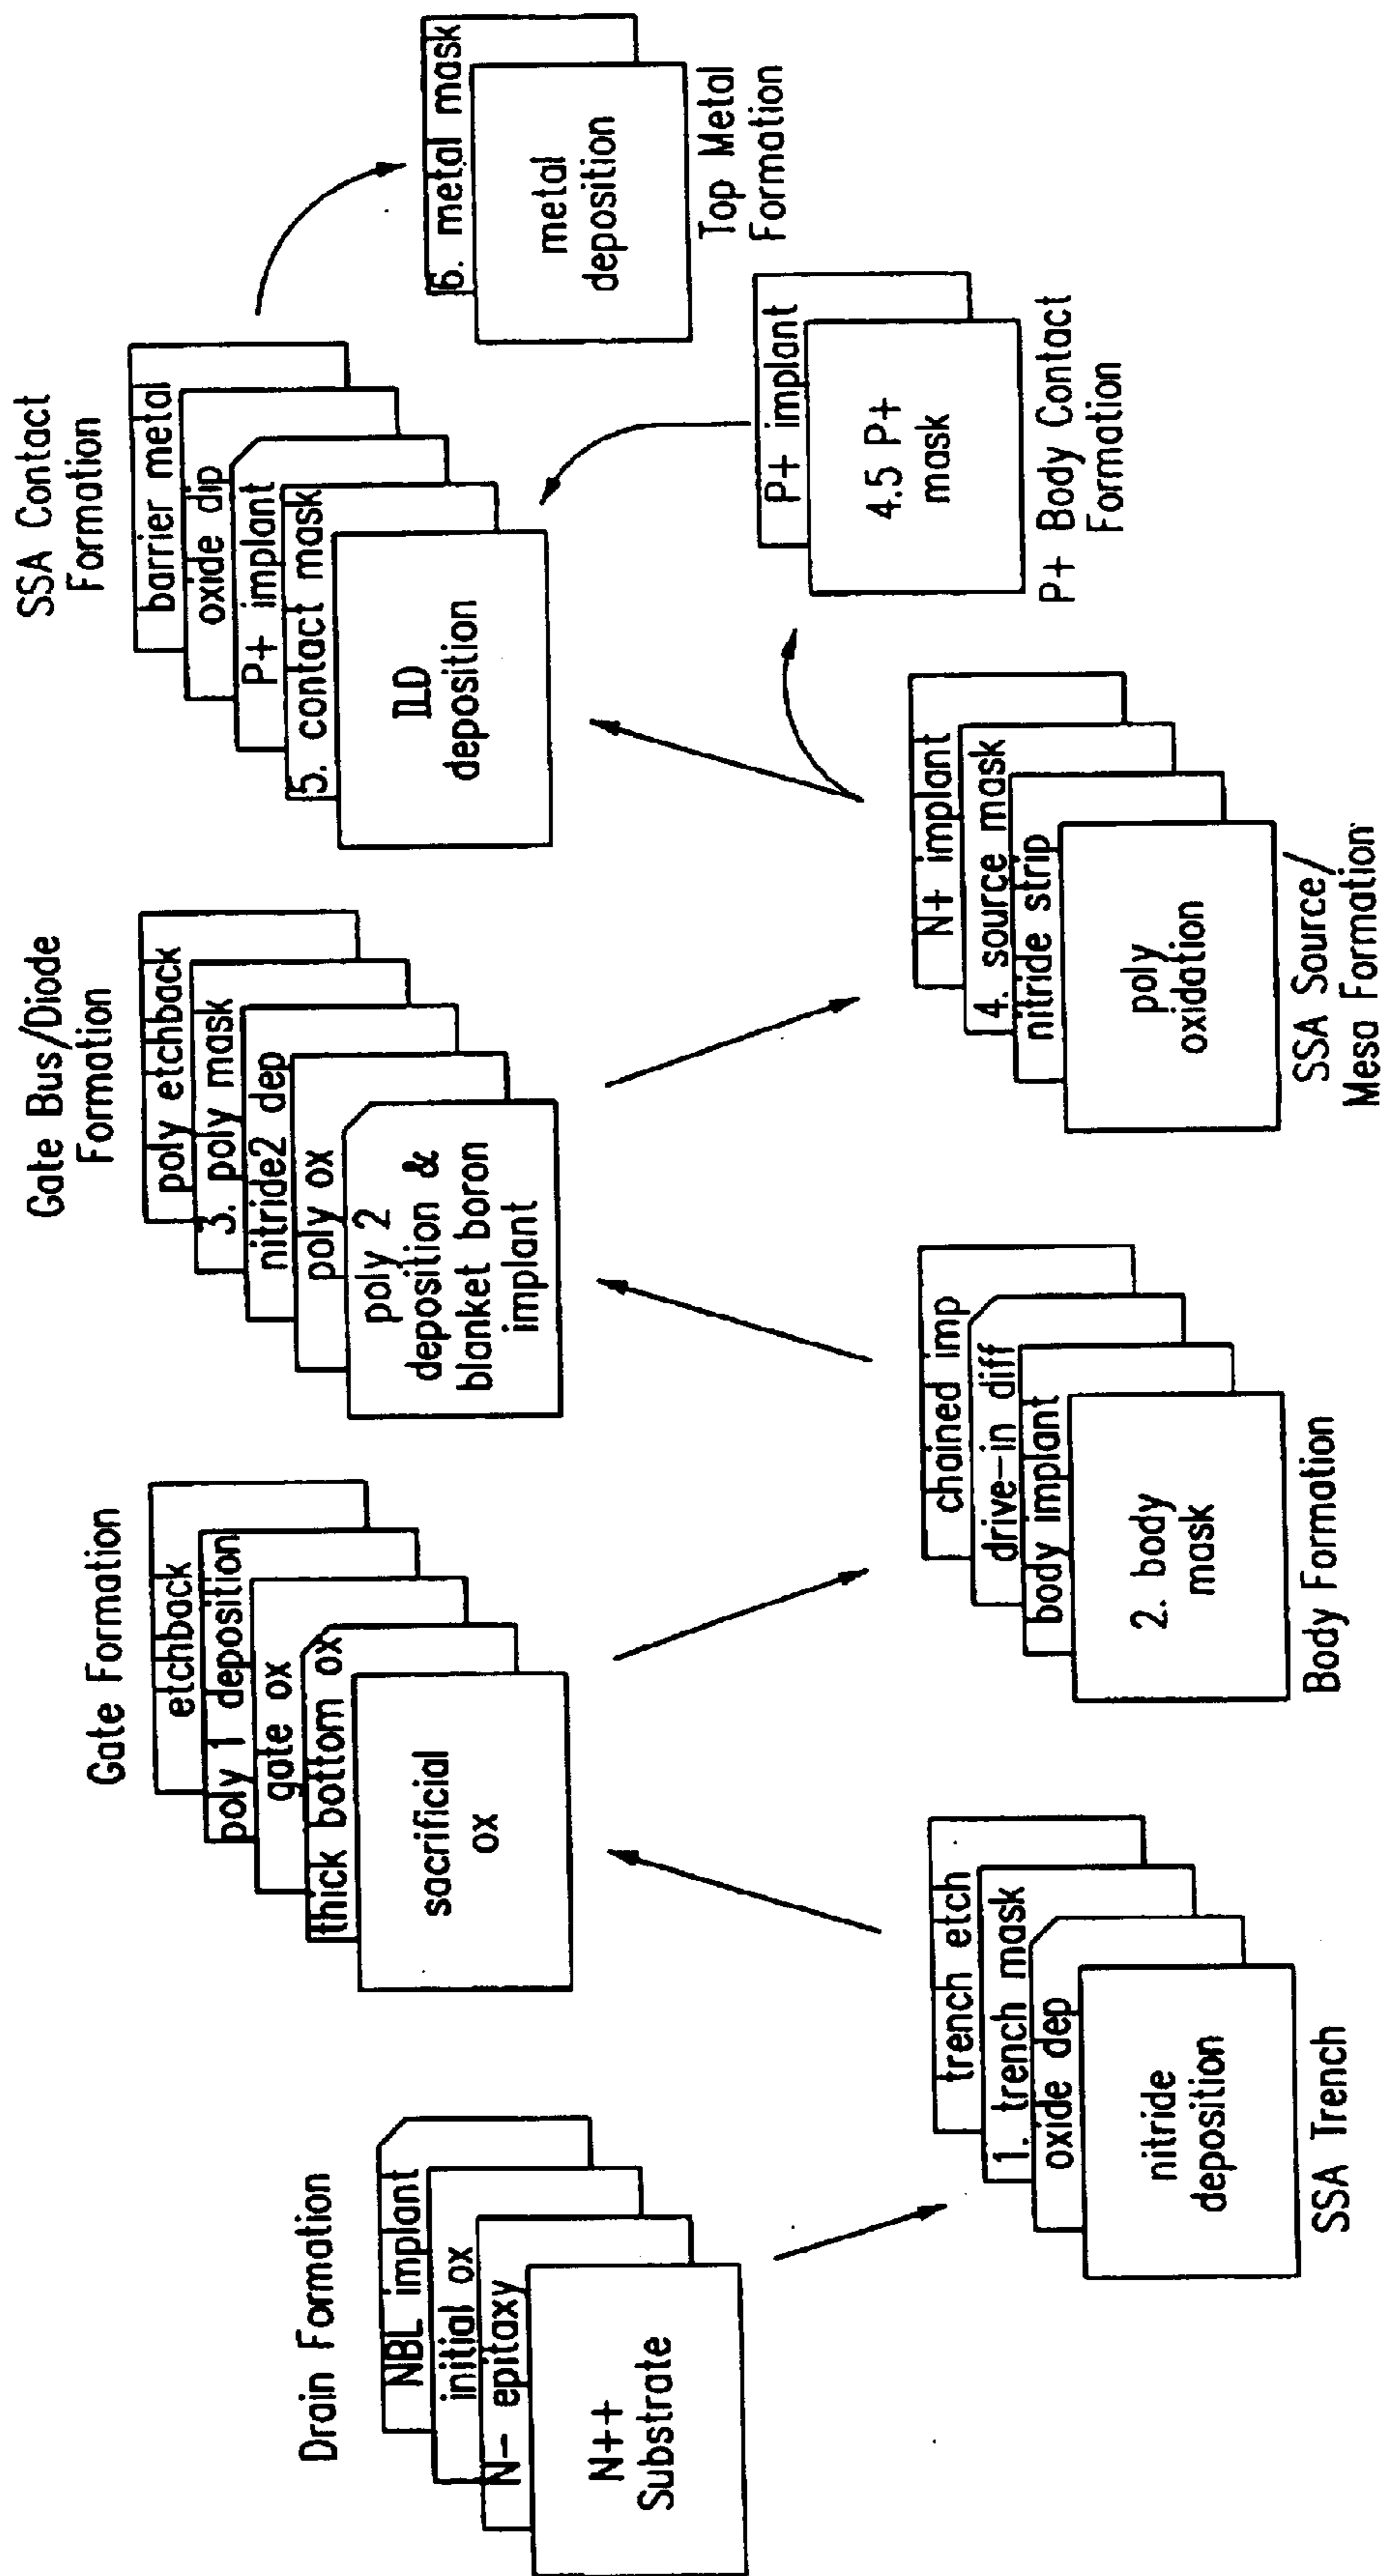 Drain Formation
NBL implant
initial ox
N- epitaxy
N++
Substrate
SSA Trench
trench etch
1. trench mask
oxide dep
nitride
deposition
Gate Formation
etchback
poly 1 deposition
gate ox
thick bottom ox
sacrificial
ox
Body Formation
chained imp
drive-in diff
body implant
2. body
mask
Gate Bus/Diode
Formation
poly etchback
3. poly mask
nitride2 dep
poly ox
poly 2
deposition &
blanket boron
implant
SSA Source/
Mesa Formation
N+ implant
4. source mask
nitride strip
poly
oxidation
SSA Contact
Formation
barrier metal
oxide dip
P+ implant
5. contact mask
ILD
deposition
P+ Body Contact
Formation
P+ implant
4.5 P+
mask
Top Metal
Formation
6. metal mask
metal
deposition